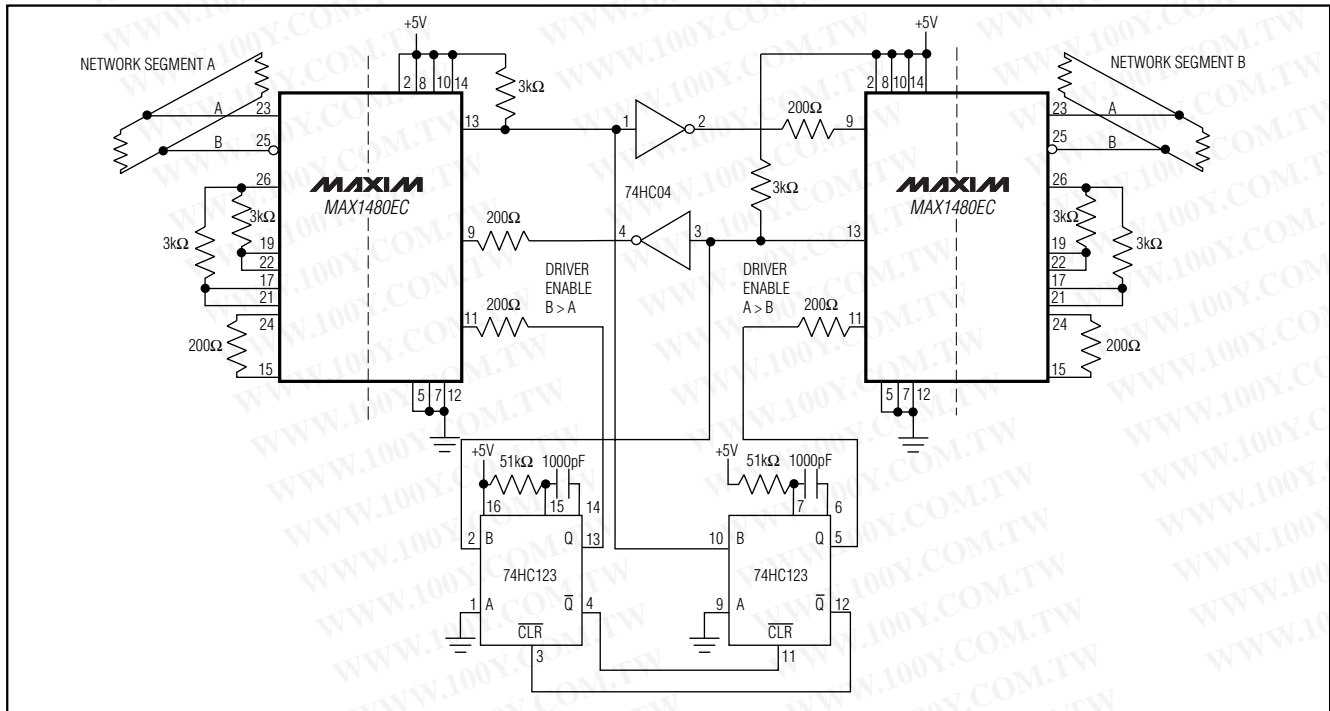 +5V
+5V
NETWORK SEGMENT A
NETWORK SEGMENT B
2 8 10 14
3kΩ
2 8 10 14
23
A
13
1
2
200Ω
9
23
A
25
B
25
B
MAXIM
MAX1480EC
74HC04
3kΩ
MAXIM
MAX1480EC
26
3kΩ
3kΩ
19
22
17
21
24
200Ω
15
9
200Ω
4
3
13
26
3kΩ
3kΩ
19
22
17
21
24
200Ω
15
DRIVER
ENABLE
B > A
DRIVER
ENABLE
A > B
11
200Ω
200Ω
11
5 7 12
5 7 12
+5V
51kΩ
1000pF
16
15
14
+5V
51kΩ
1000pF
7
6
2
B
Q
13
74HC123
1
A
Q
4
CLR
3
10
B
Q
5
74HC123
9
A
Q
12
CLR
11
WWW.100Y.COM.TW